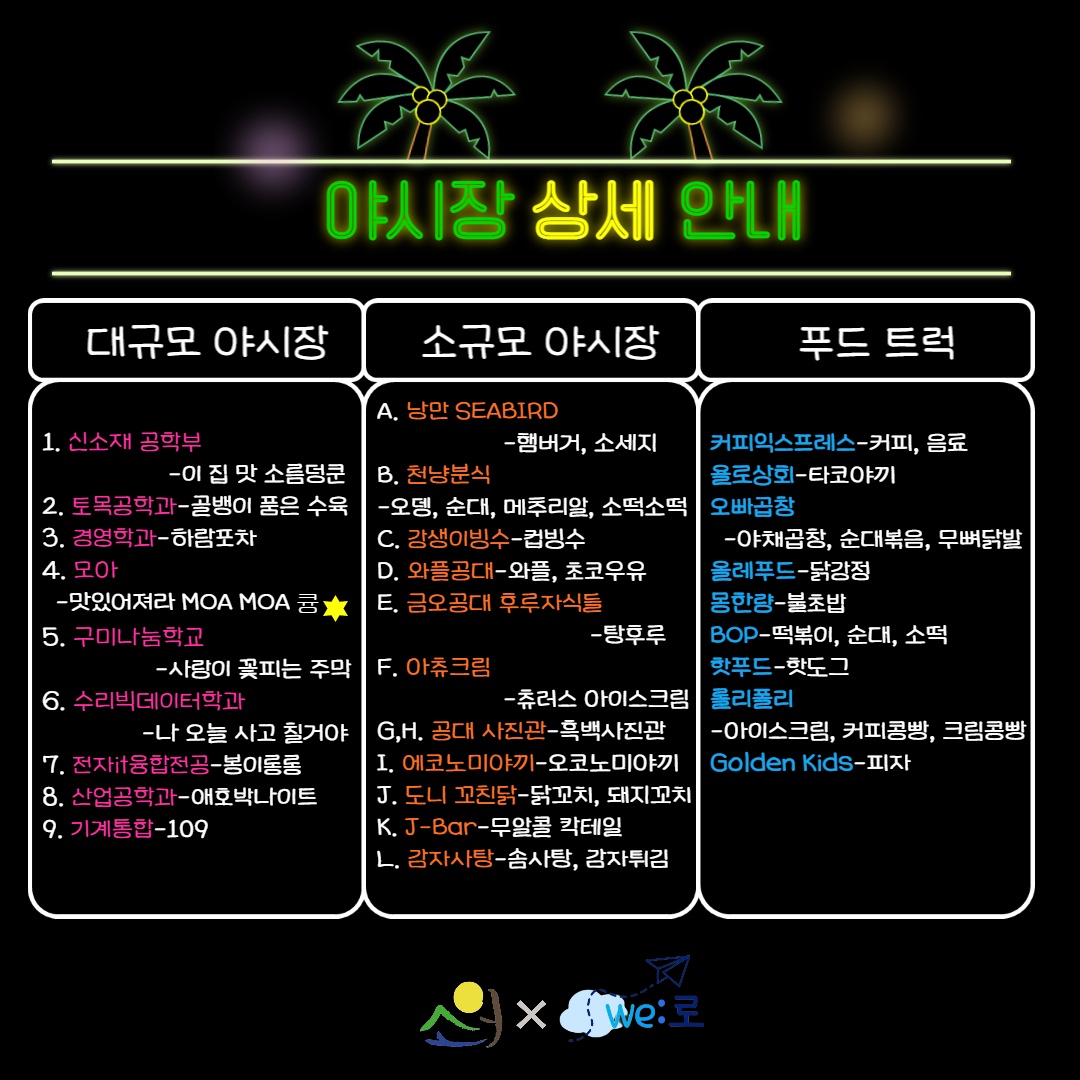 야시장 상세 안내
대규모 야시장
1. 신소재 공학부
-이 집 맛 소름덩쿤
2. 토목공학과-골뱅이 품은 수육
3. 경영학과-하람포차
4. 모아
-맛있어져라 MOA MOA 큥
5. 구미나눔학교
-사랑이 꽃피는 주막
6. 수리빅데이터학과
-나 오늘 사고 칠거야
7. 전자it융합전공-봉이롱롱
8. 산업공학과-애호박나이트
9. 기계통합-109
소규모 야시장
A. 낭만 SEABIRD
-햄버거, 소세지
B. 천냥분식
-오뎅, 순대, 메추리알, 소떡소떡
C. 강생이빙수-컵빙수
D. 와플공대-와플, 초코우유
E. 금오공대 후루자식들
-탕후루
F. 아츄크림
-츄러스 아이스크림
G,H. 공대 사진관-흑백사진관
I. 에코노미야끼-오코노미야끼
J. 도니 꼬친닭-닭꼬치, 돼지꼬치
K. J-Bar-무알콜 칵테일
L. 감자사탕-솜사탕, 감자튀김
푸드 트럭
커피익스프레스-커피, 음료
욜로상회-타코야끼
오빠곱창
-야채곱창, 순대볶음, 무뼈닭발
올레푸드-닭강정
몽한량-불초밥
BOP-떡볶이, 순대, 소떡
핫푸드-핫도그
롤리폴리
-아이스크림, 커피콩빵, 크림콩빵
Golden Kids-피자
× we:로